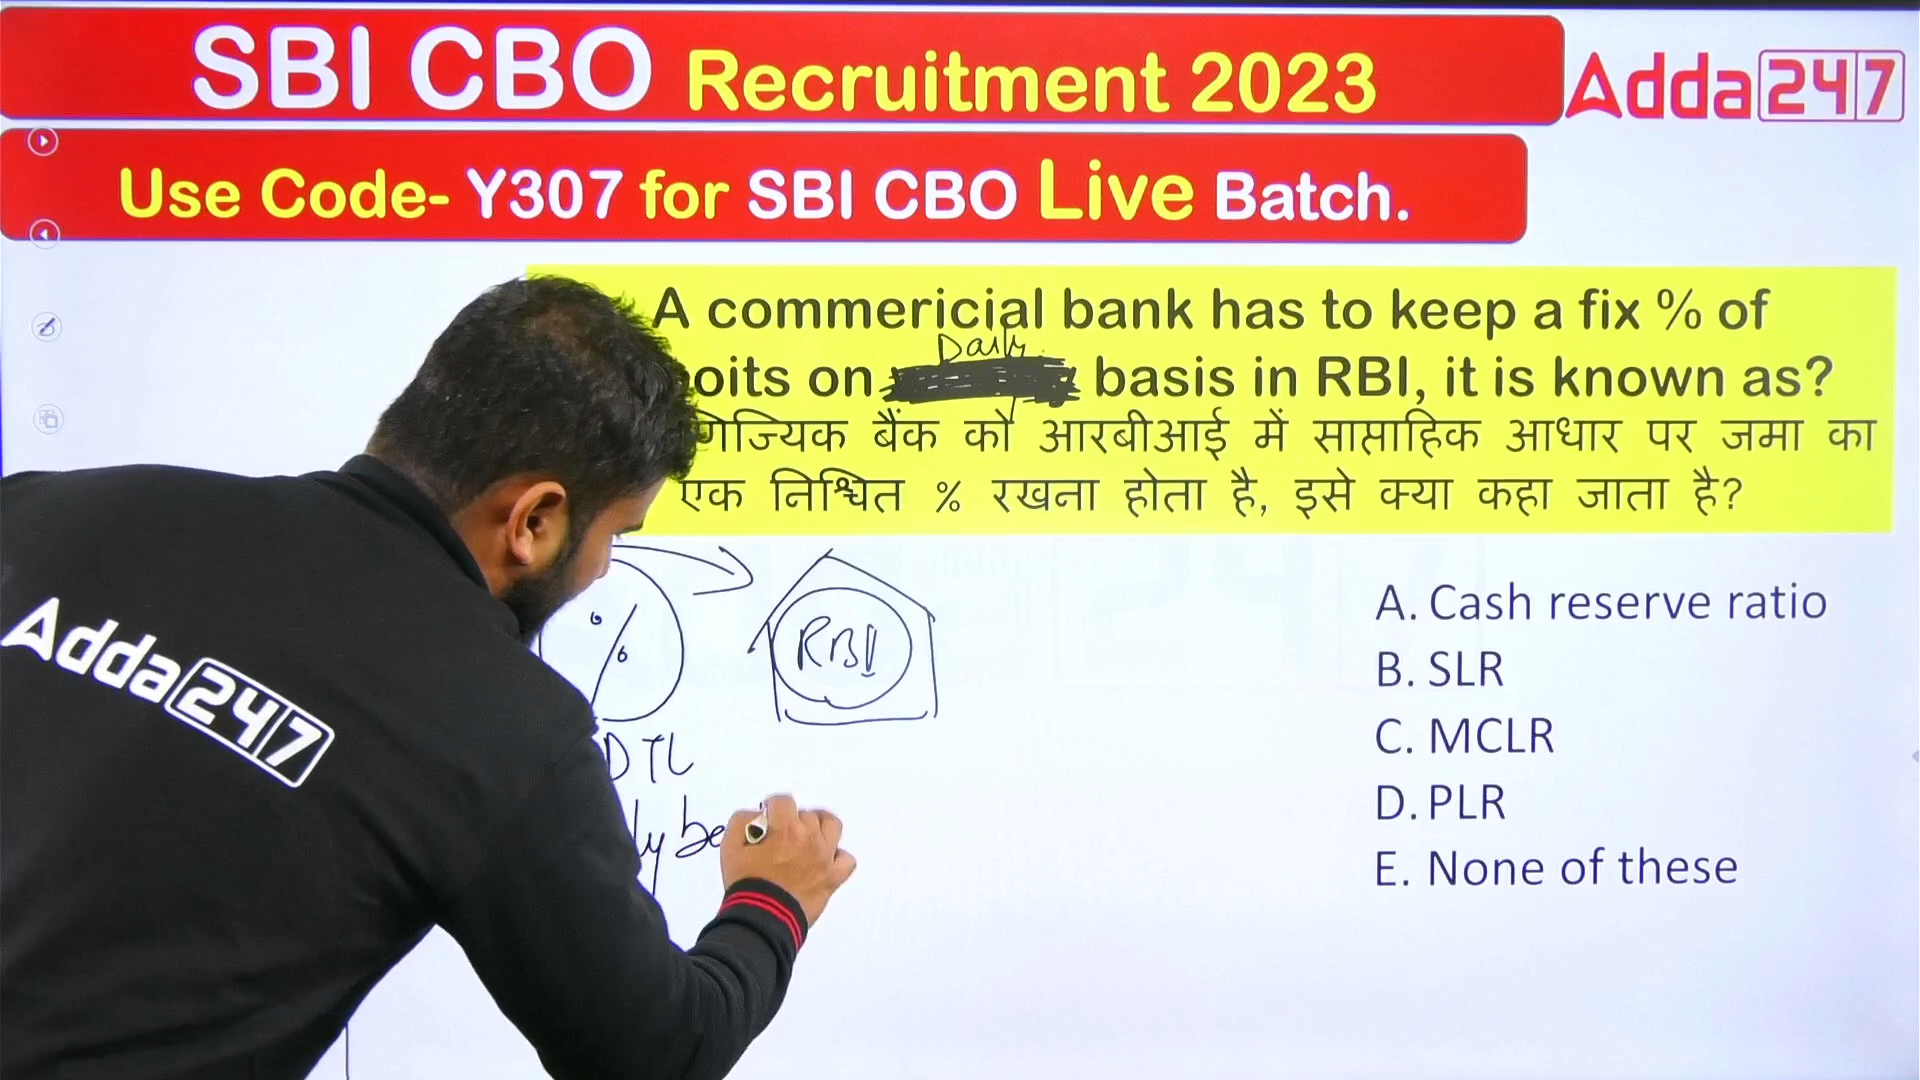 SBI CBO Recruitment 2023
Adda247
Use Code- Y307 for SBI CBO Live Batch.
A commericial bank has to keep a fix % of
Daily
oits on basis in RBI, it is known as?
बैंक को आरबीआई में साप्ताहिक आधार पर जमा का
एक निश्चित % रखना होता है, इसे क्या कहा जाता है?
%
RBI
DTL
A. Cash reserve ratio
B. SLR
C. MCLR
D. PLR
E. None of these
Adda247